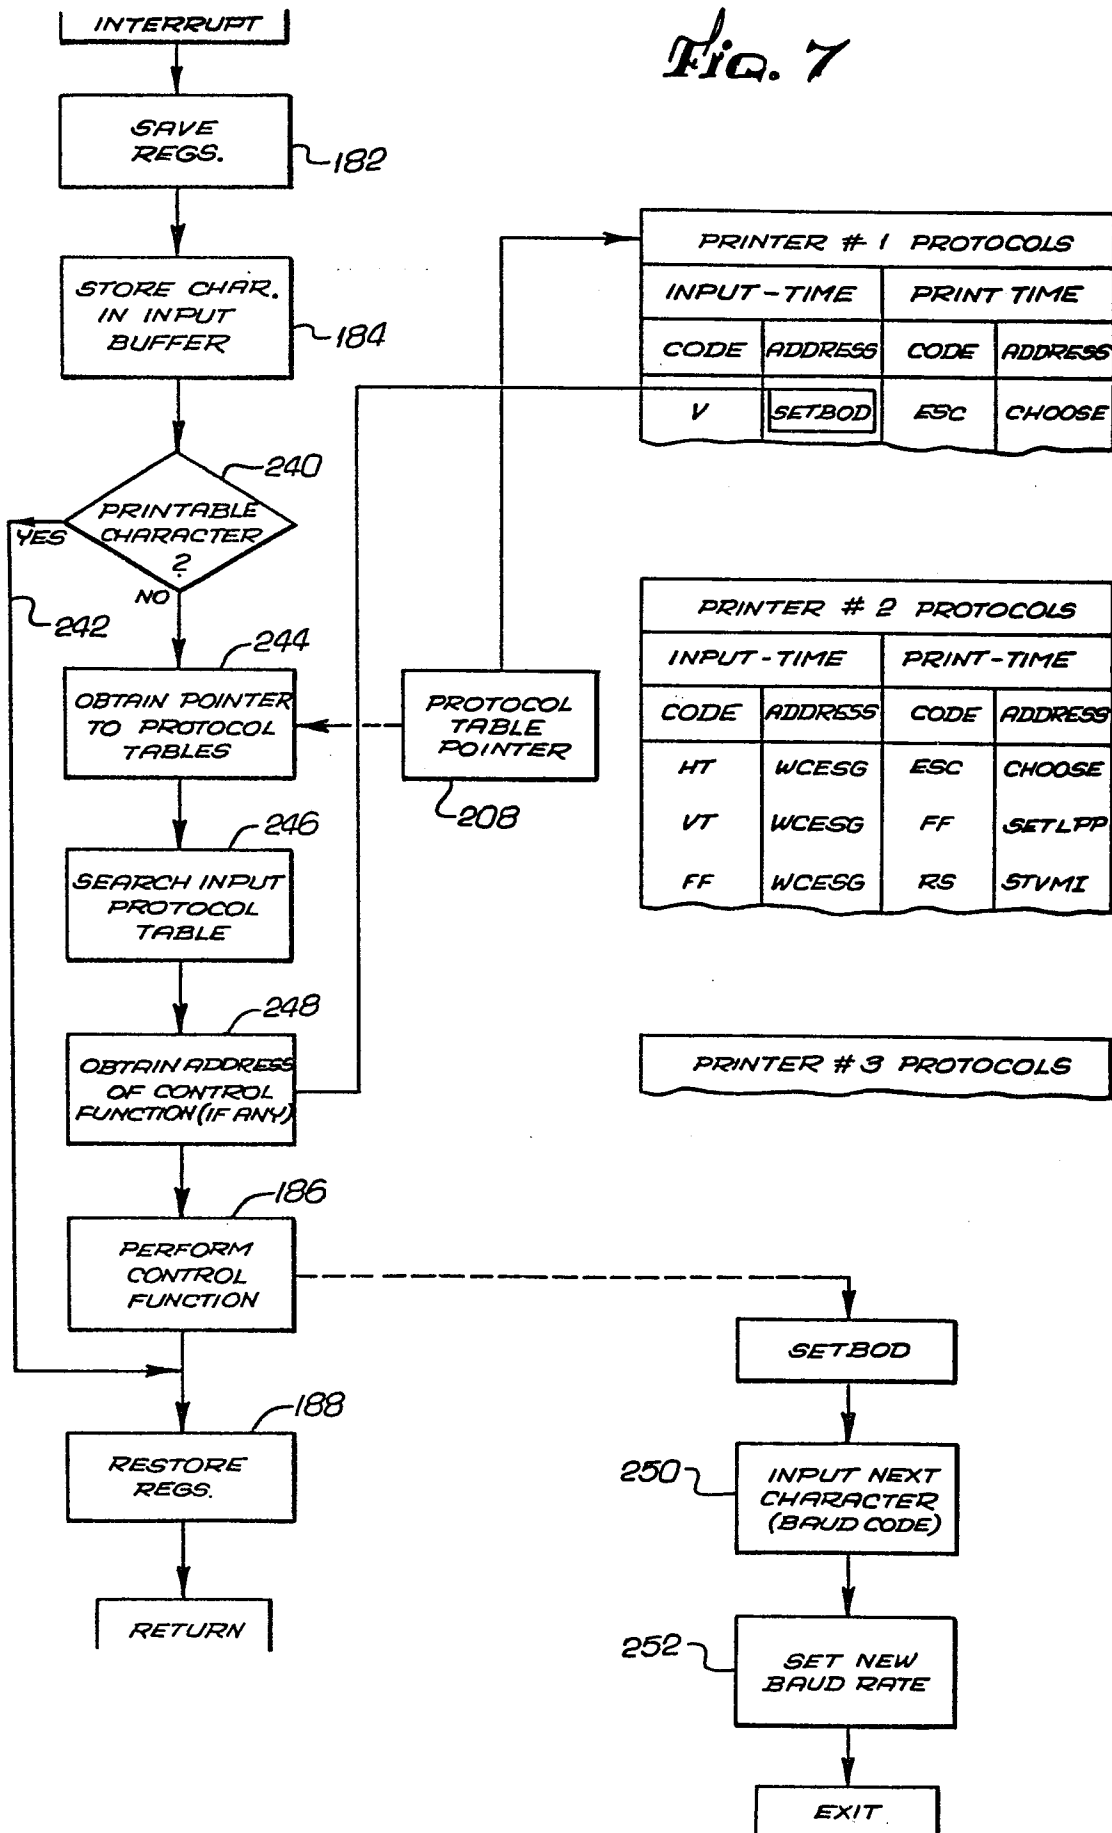 Fig. 7
INTERRUPT
SAVE
REGS.
182
STORE CHAR.
IN INPUT
BUFFER
184
PRINTABLE
CHARACTER
?
240
YES
NO
242
244
OBTAIN POINTER
TO PROTOCOL
TABLES
PROTOCOL
TABLE
POINTER
208
246
SEARCH INPUT
PROTOCOL
TABLE
248
OBTAIN ADDRESS
OF CONTROL
FUNCTION (IF ANY)
186
PERFORM
CONTROL
FUNCTION
188
RESTORE
REGS.
RETURN
PRINTER # 1 PROTOCOLS
INPUT-TIME PRINT TIME
CODE ADDRESS CODE ADDRESS
V SETBOD ESC CHOOSE
PRINTER # 2 PROTOCOLS
INPUT-TIME PRINT-TIME
CODE ADDRESS CODE ADDRESS
HT WCESG ESC CHOOSE
VT WCESG FF SETLPP
FF WCESG RS STVMI
PRINTER #3 PROTOCOLS
SETBOD
250
INPUT NEXT
CHARACTER
(BAUD CODE)
252
SET NEW
BAUD RATE
EXIT